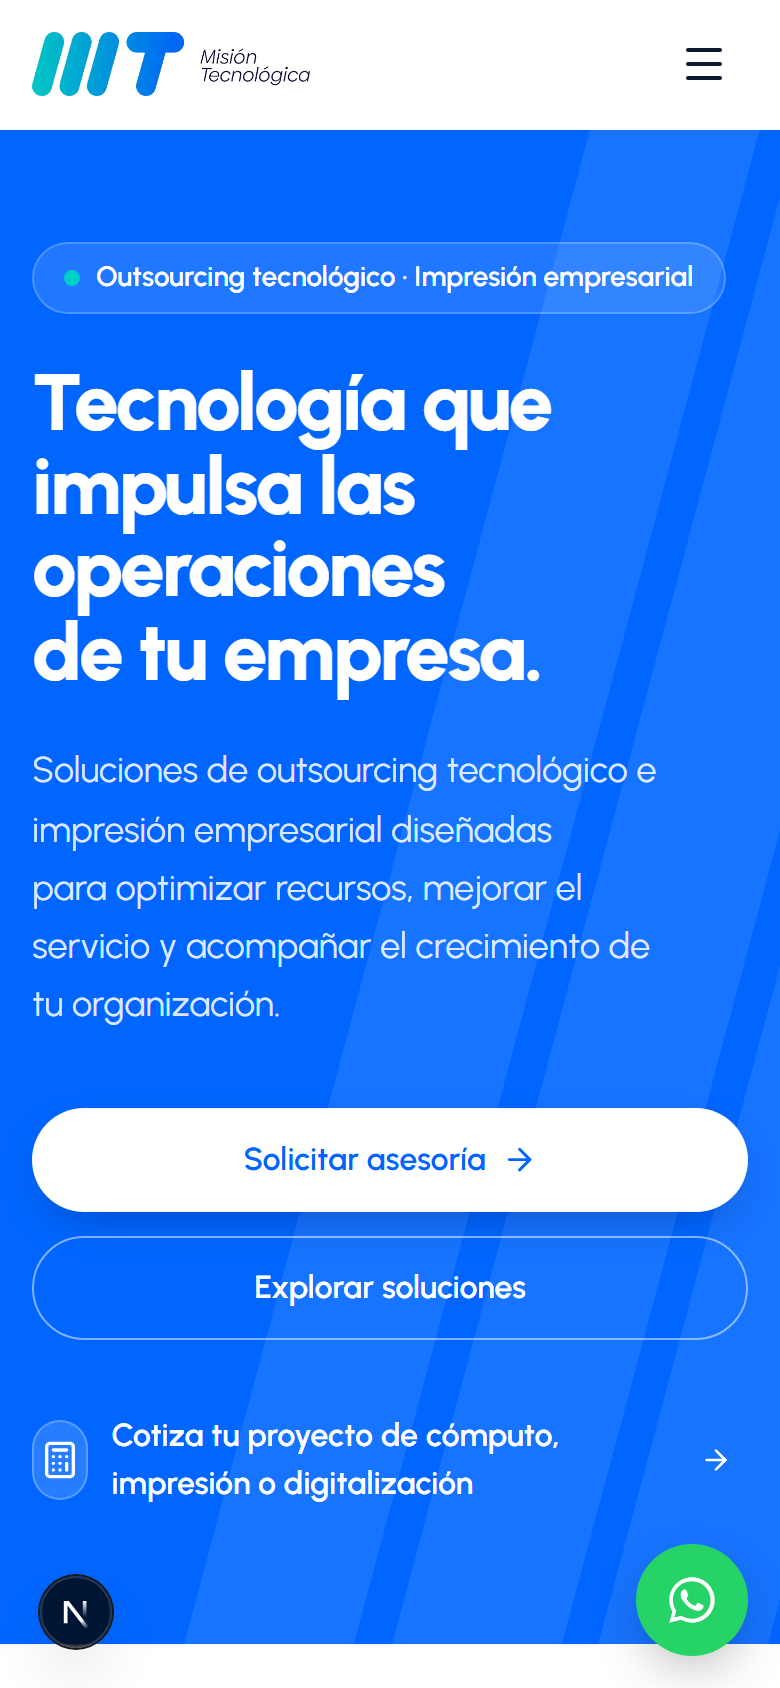 MT
Misión
Tecnológica
Outsourcing tecnológico · Impresión empresarial
Tecnología que
impulsa las
operaciones
de tu empresa.
Soluciones de outsourcing tecnológico e
impresión empresarial diseñadas
para optimizar recursos, mejorar el
servicio y acompañar el crecimiento de
tu organización.
Solicitar asesoría →
Explorar soluciones
Cotiza tu proyecto de cómputo,
impresión o digitalización →
N